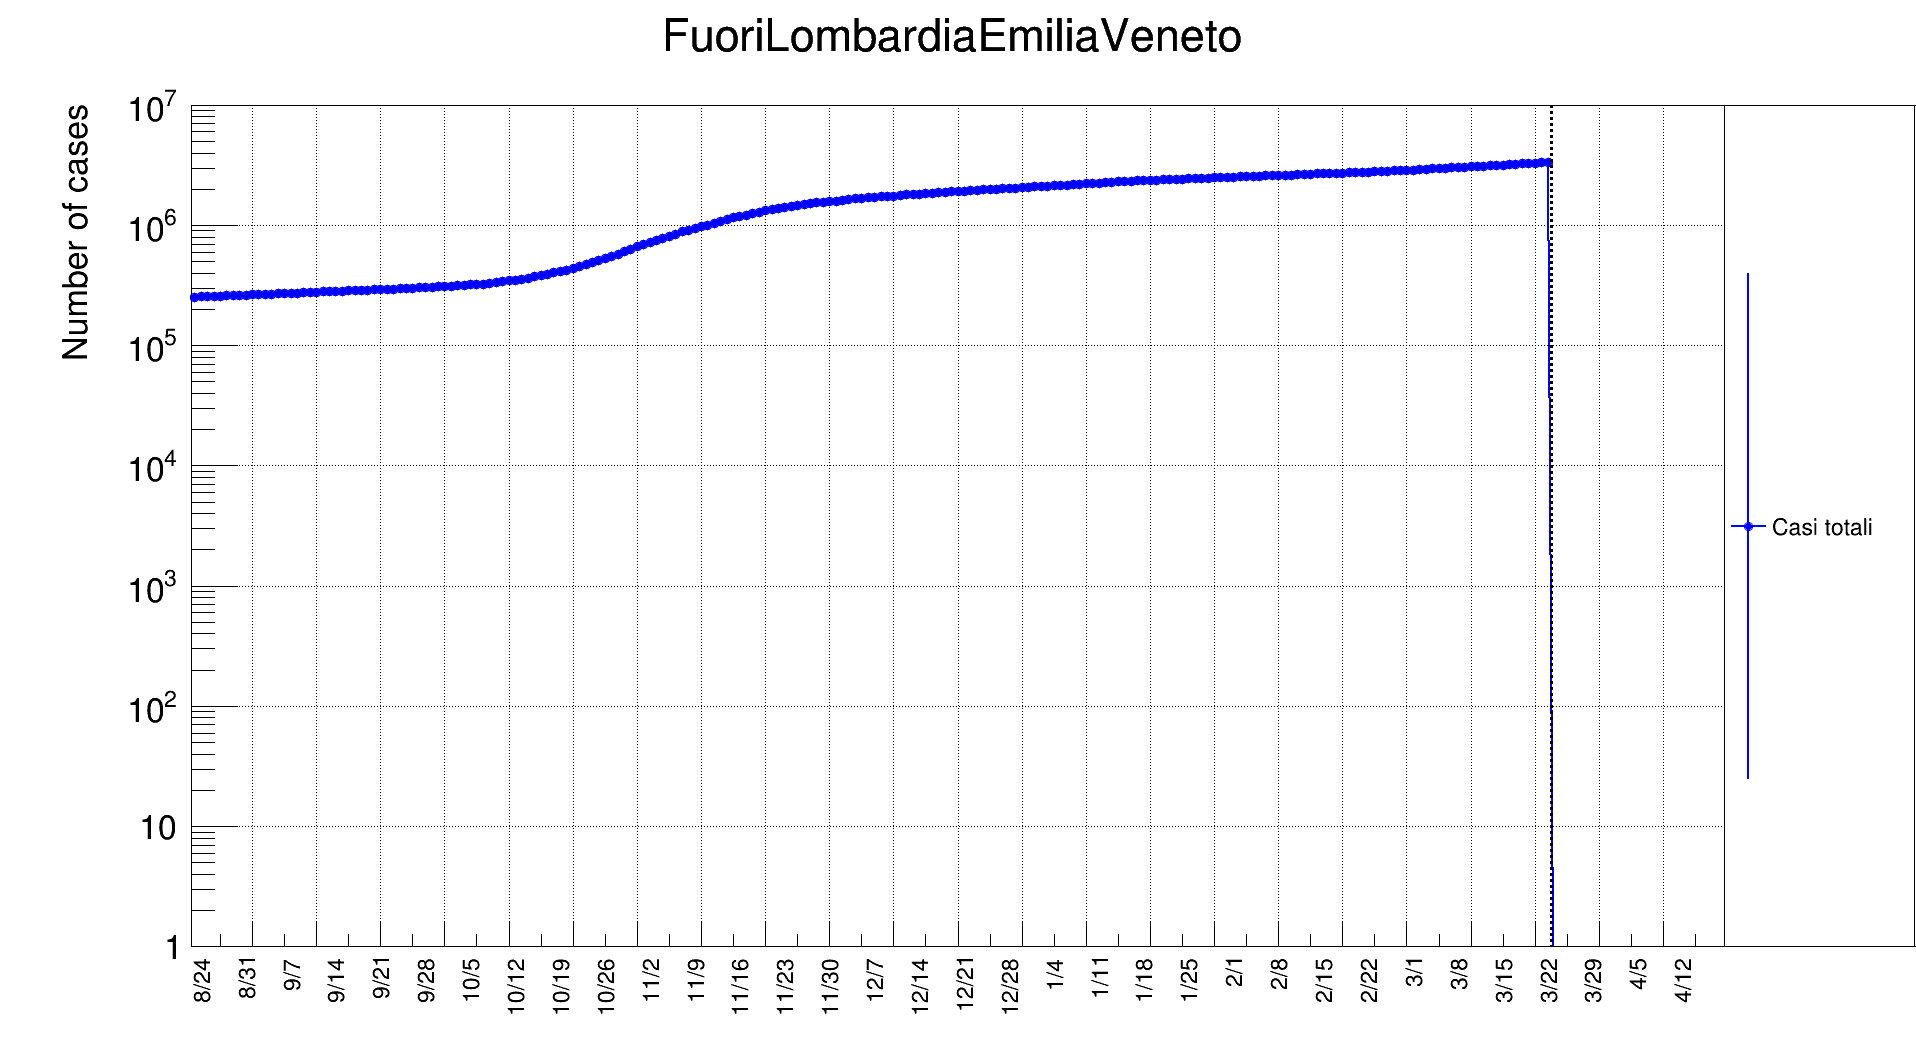 FuoriLombardiaEmiliaVeneto
Number of cases
10^7
10^6
10^5
10^4
10^3
10^2
10
1
8/24 8/31 9/7 9/14 9/21 9/28 10/5 10/12 10/19 10/26 11/2 11/9 11/16 11/23 11/30 12/7 12/14 12/21 12/28 1/4 1/11 1/18 1/25 2/1 2/8 2/15 2/22 3/1 3/8 3/15 3/22 3/29 4/5 4/12
Casi totali